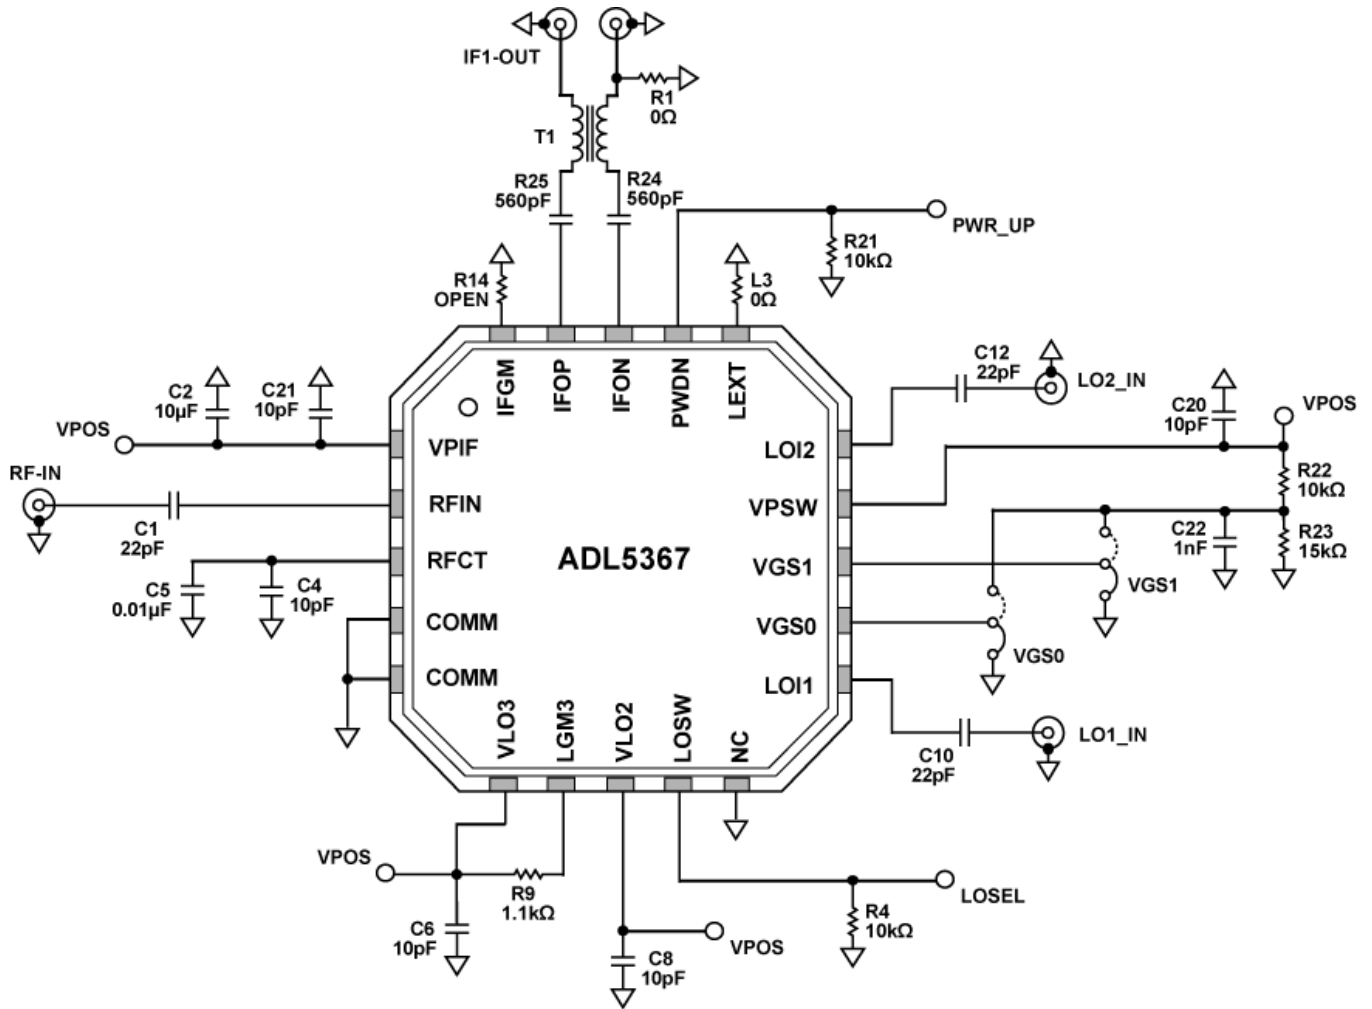 IF1-OUT
R1
0Ω
T1
R25
560pF
R24
560pF
PWR_UP
R21
10kΩ
R14
OPEN
L3
0Ω
C12
22pF
LO2_IN
C2
10µF
C21
10pF
VPOS
IFGM
IFOP
IFON
PWDN
LEXT
C20
10pF
VPOS
RF-IN
VPIF
LOI2
R22
10kΩ
C1
22pF
RFIN
VPSW
C22
1nF
R23
15kΩ
C5
0.01µF
C4
10pF
RFCT
ADL5367
VGS1
VGS1
COMM
VGS0
VGS0
COMM
LOI1
VLO3
LGM3
VLO2
LOSW
NC
C10
22pF
LO1_IN
VPOS
R9
1.1kΩ
LOSEL
C6
10pF
R4
10kΩ
VPOS
C8
10pF